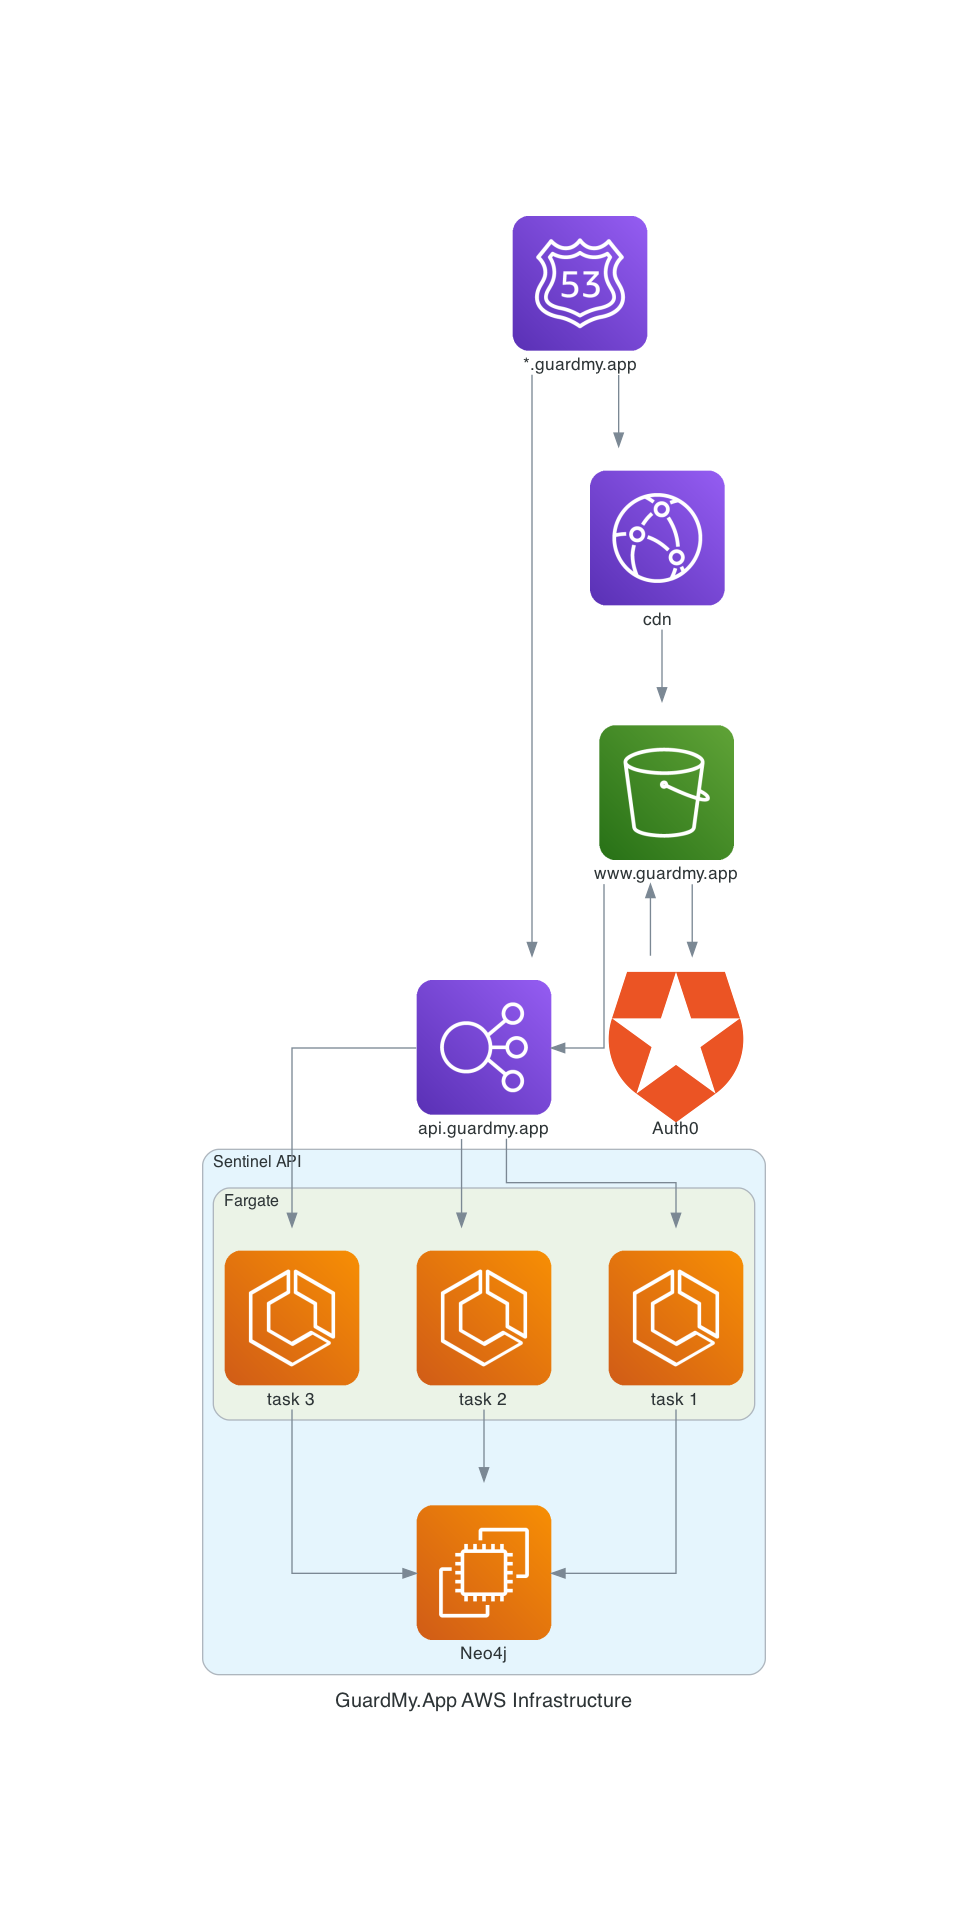 53
*.guardmy.app
cdn
www.guardmy.app
api.guardmy.app
Auth0
Sentinel API
Fargate
task 3
task 2
task 1
Neo4j
GuardMy.App AWS Infrastructure